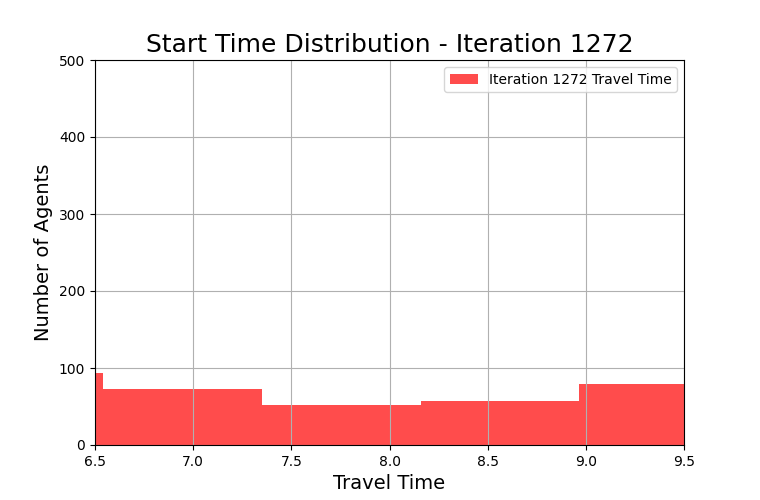 Start Time Distribution - Iteration 1272
Iteration 1272 Travel Time
Number of Agents
500
400
300
200
100
0
6.5 7.0 7.5 8.0 8.5 9.0 9.5
Travel Time